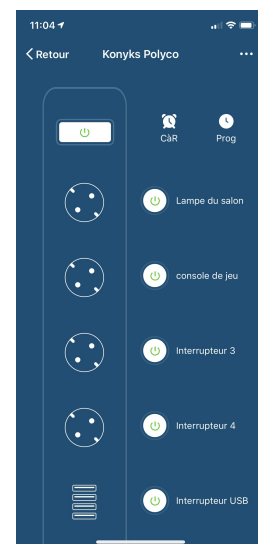 11:04
Retour Konyks Polyco ...
CàR Prog
Lampe du salon
console de jeu
Interrupteur 3
Interrupteur 4
Interrupteur USB